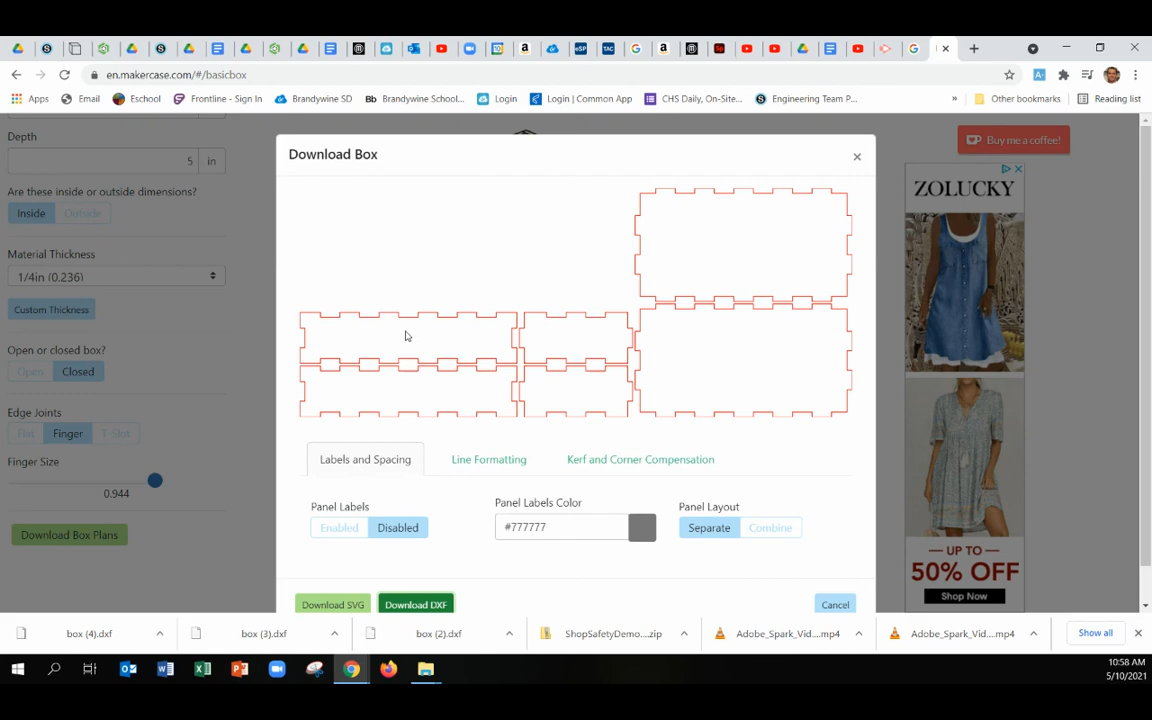 en.makercase.com/#/basicbox
Apps
Email
Eschool
Frontline - Sign In
Brandywine SD
Bb
Brandywine School...
Login
Login | Common App
CHS Daily, On-Site...
Engineering Team P...
»
Other bookmarks
Reading list
Depth
5
in
Are these inside or outside dimensions?
Inside
Outside
Material Thickness
1/4in (0.236)
Custom Thickness
Open or closed box?
Open
Closed
Edge Joints
Flat
Finger
T-Slot
Finger Size
0.944
Download Box Plans
Download Box
×
Labels and Spacing
Line Formatting
Kerf and Corner Compensation
Panel Labels
Enabled
Disabled
Panel Labels Color
#777777
Panel Layout
Separate
Combine
Download SVG
Download DXF
Cancel
Buy me a coffee!
ZOLUCKY
UP TO
50% OFF
Shop Now
box (4).dxf
box (3).dxf
box (2).dxf
ShopSafetyDemo....zip
Adobe_Spark_Vid....mp4
Adobe_Spark_Vid....mp4
Show all
10:58 AM
5/10/2021